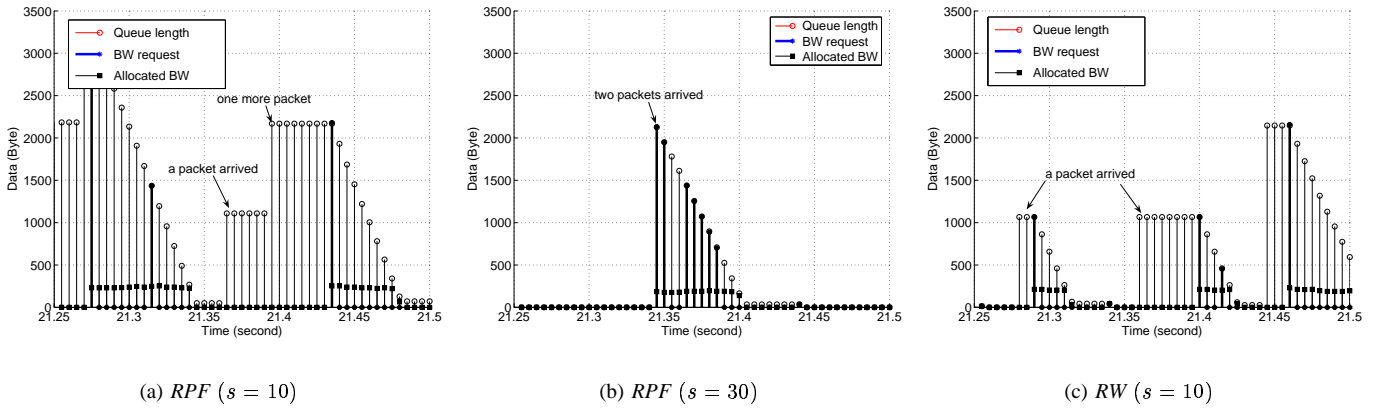 3500
3000
2500
2000
1500
1000
500
0
Data (Byte)
Queue length
BW request
Allocated BW
one more packet
a packet arrived
21.25 21.3 21.35 21.4 21.45 21.5
Time (second)
(a) RPF (s = 10)
3500
3000
2500
2000
1500
1000
500
0
Data (Byte)
Queue length
BW request
Allocated BW
two packets arrived
21.25 21.3 21.35 21.4 21.45 21.5
Time (second)
(b) RPF (s = 30)
3500
3000
2500
2000
1500
1000
500
0
Data (Byte)
Queue length
BW request
Allocated BW
a packet arrived
21.25 21.3 21.35 21.4 21.45 21.5
Time (second)
(c) RW (s = 10)